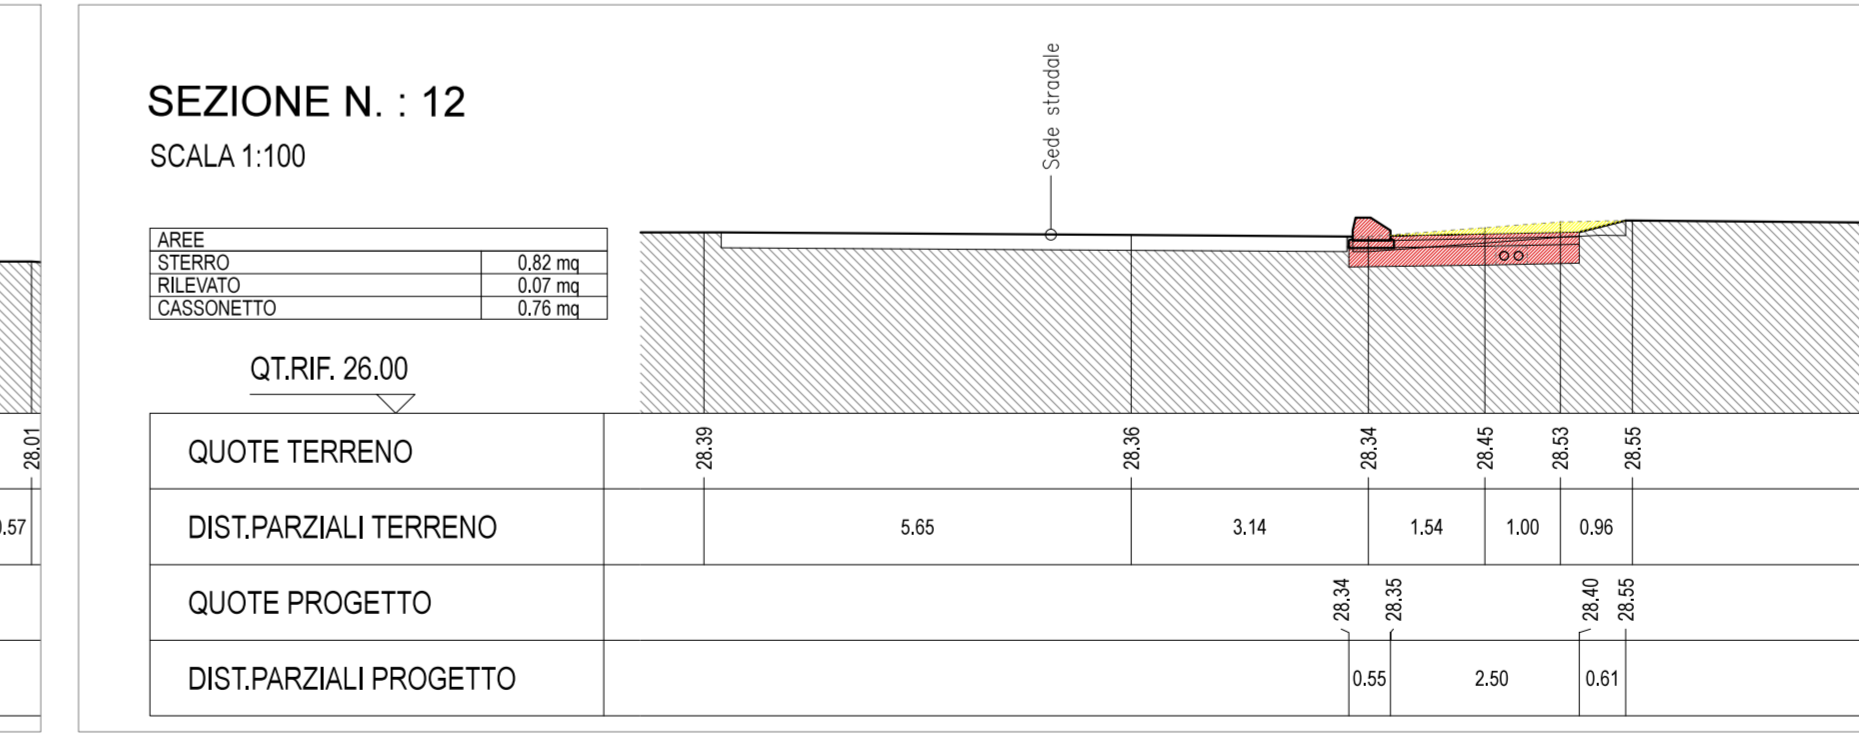 Sede stradale
SEZIONE N. : 12
SCALA 1:100
AREE
STERRO 0.82 mq
RILEVATO 0.07 mq
CASSONETTO 0.76 mq
QT.RIF. 26.00
28.01
QUOTE TERRENO 28.39 28.36 28.34 28.45 28.53 28.55
.57
DIST.PARZIALI TERRENO 5.65 3.14 1.54 1.00 0.96
QUOTE PROGETTO 28.34 28.35 28.40 28.55
DIST.PARZIALI PROGETTO 0.55 2.50 0.61